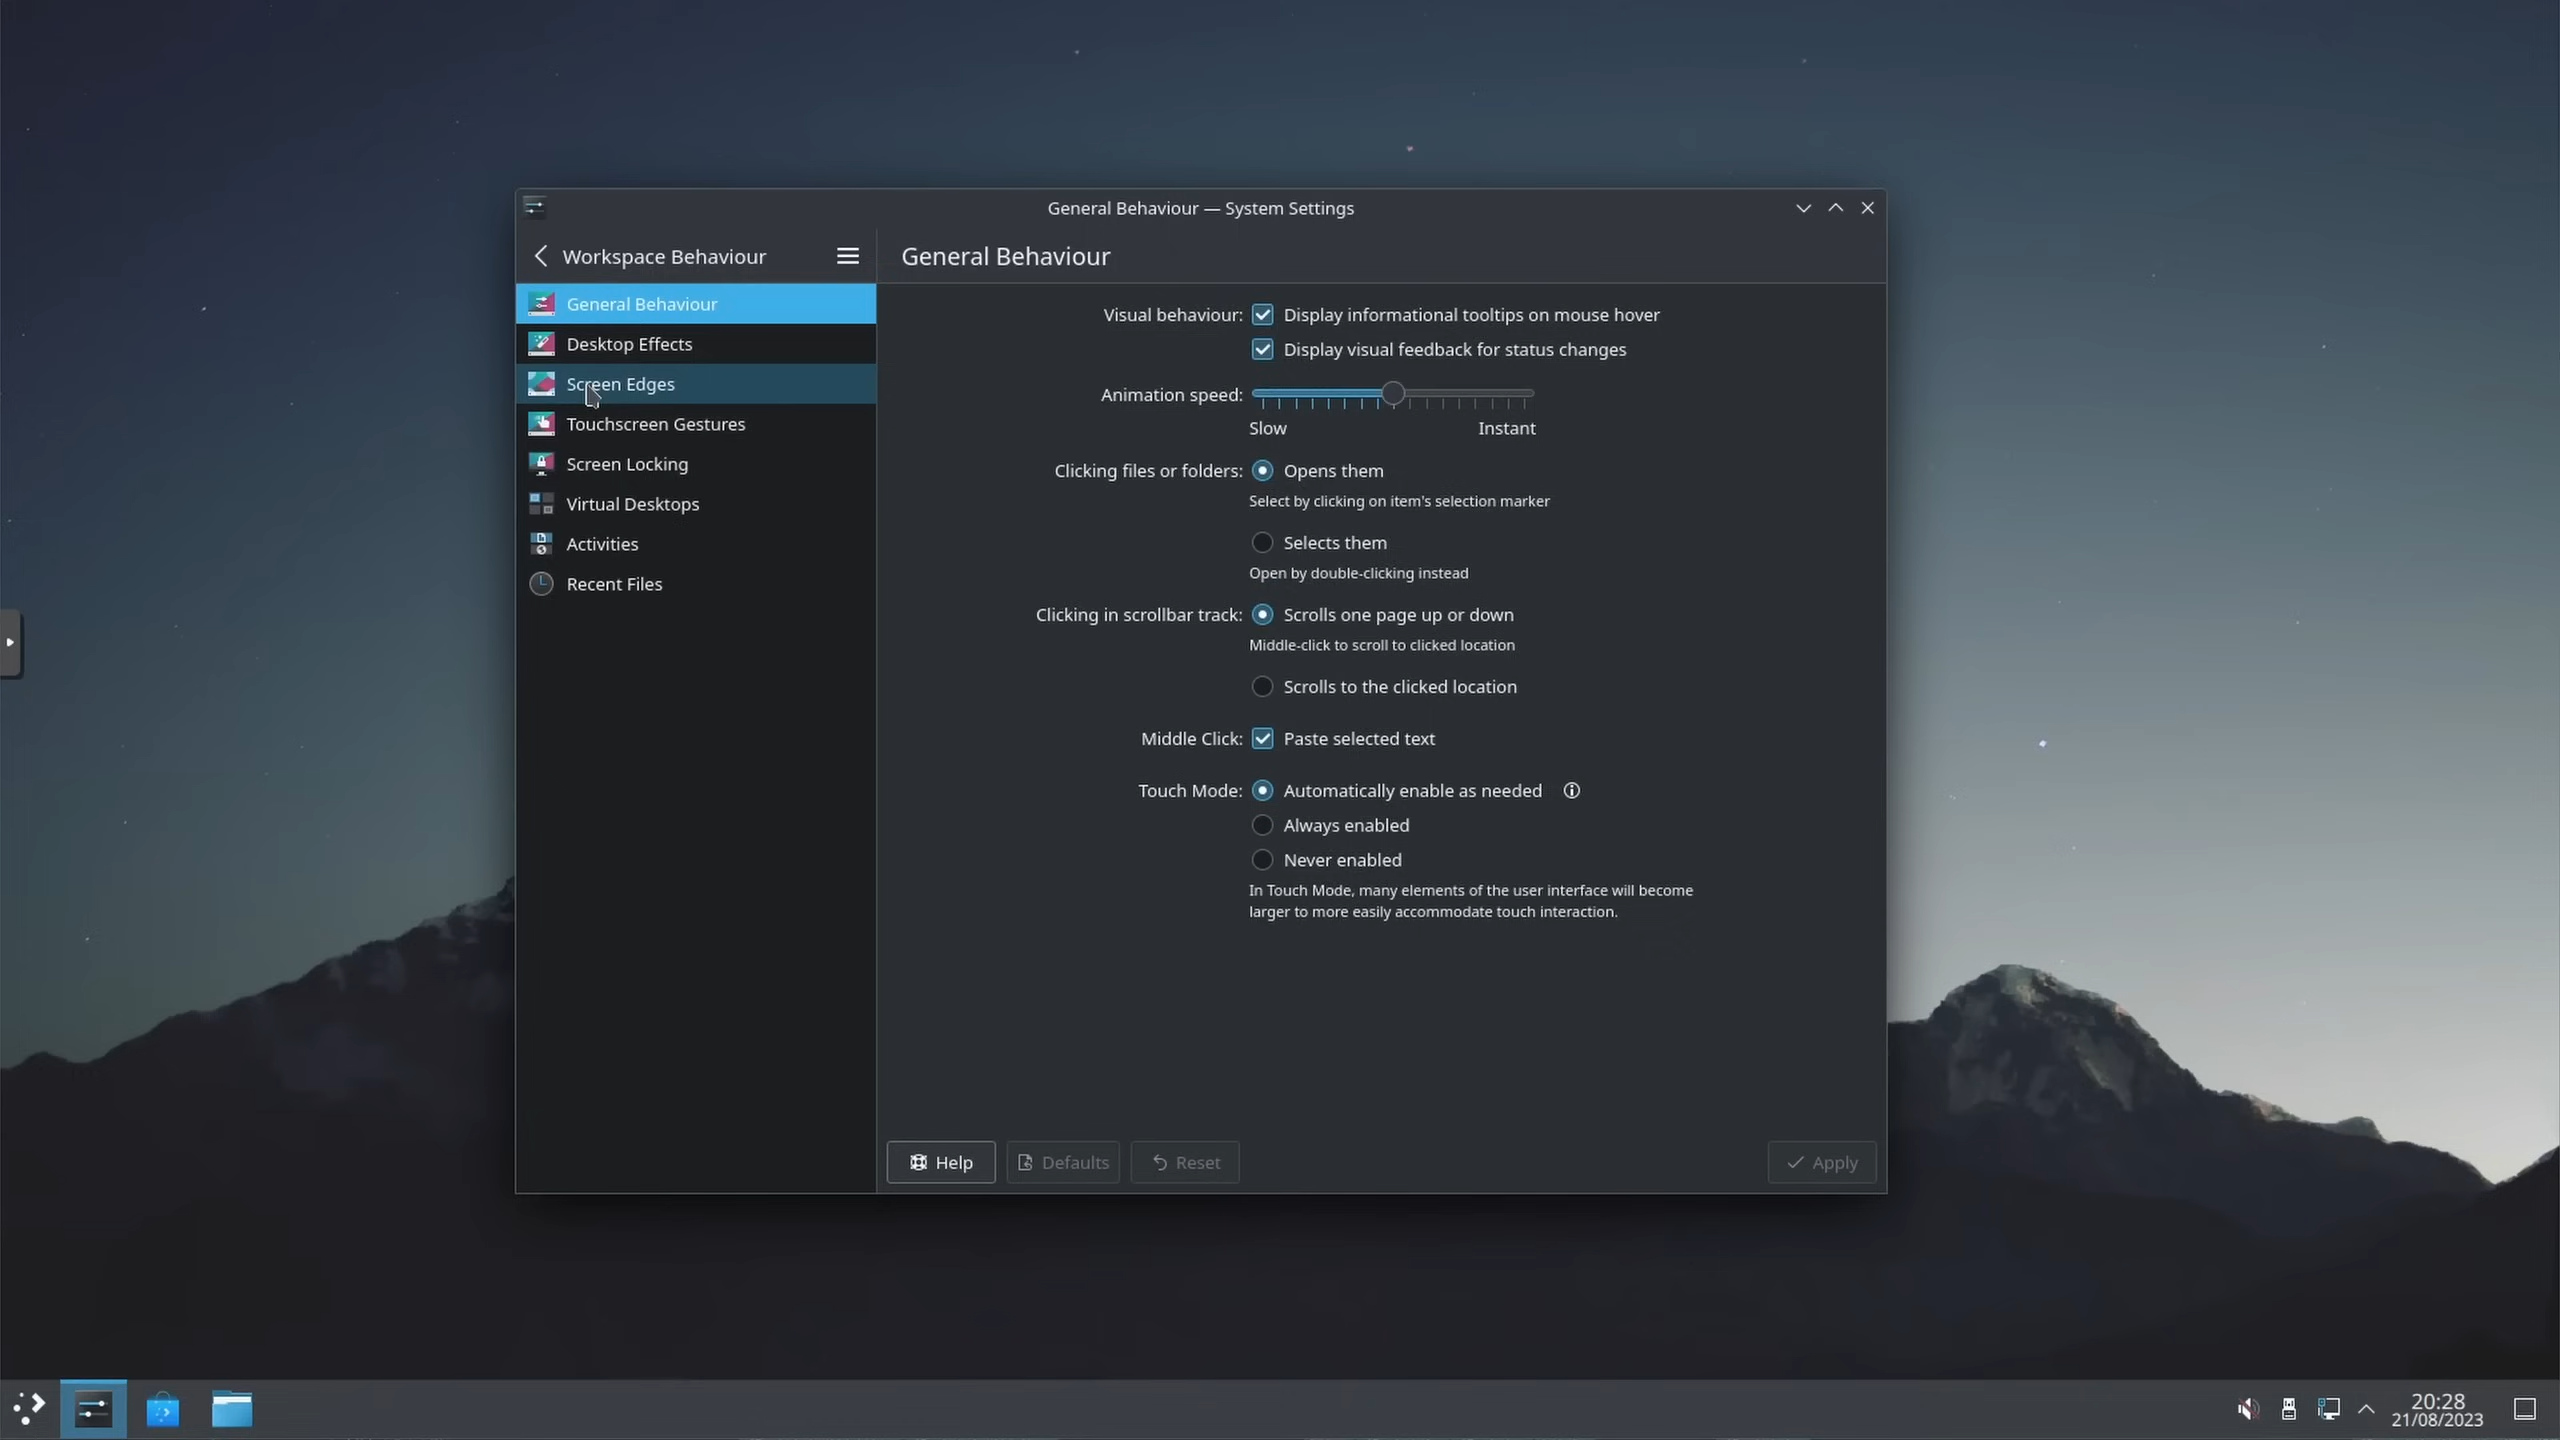 General Behaviour — System Settings
Workspace Behaviour
General Behaviour
General Behaviour
Desktop Effects
Screen Edges
Touchscreen Gestures
Screen Locking
Virtual Desktops
Activities
Recent Files
Visual behaviour: Display informational tooltips on mouse hover
Display visual feedback for status changes
Animation speed:
Slow Instant
Clicking files or folders: Opens them
Select by clicking on item's selection marker
Selects them
Open by double-clicking instead
Clicking in scrollbar track: Scrolls one page up or down
Middle-click to scroll to clicked location
Scrolls to the clicked location
Middle Click: Paste selected text
Touch Mode: Automatically enable as needed
Always enabled
Never enabled
In Touch Mode, many elements of the user interface will become
larger to more easily accommodate touch interaction.
Help Defaults Reset Apply
20:28
21/08/2023